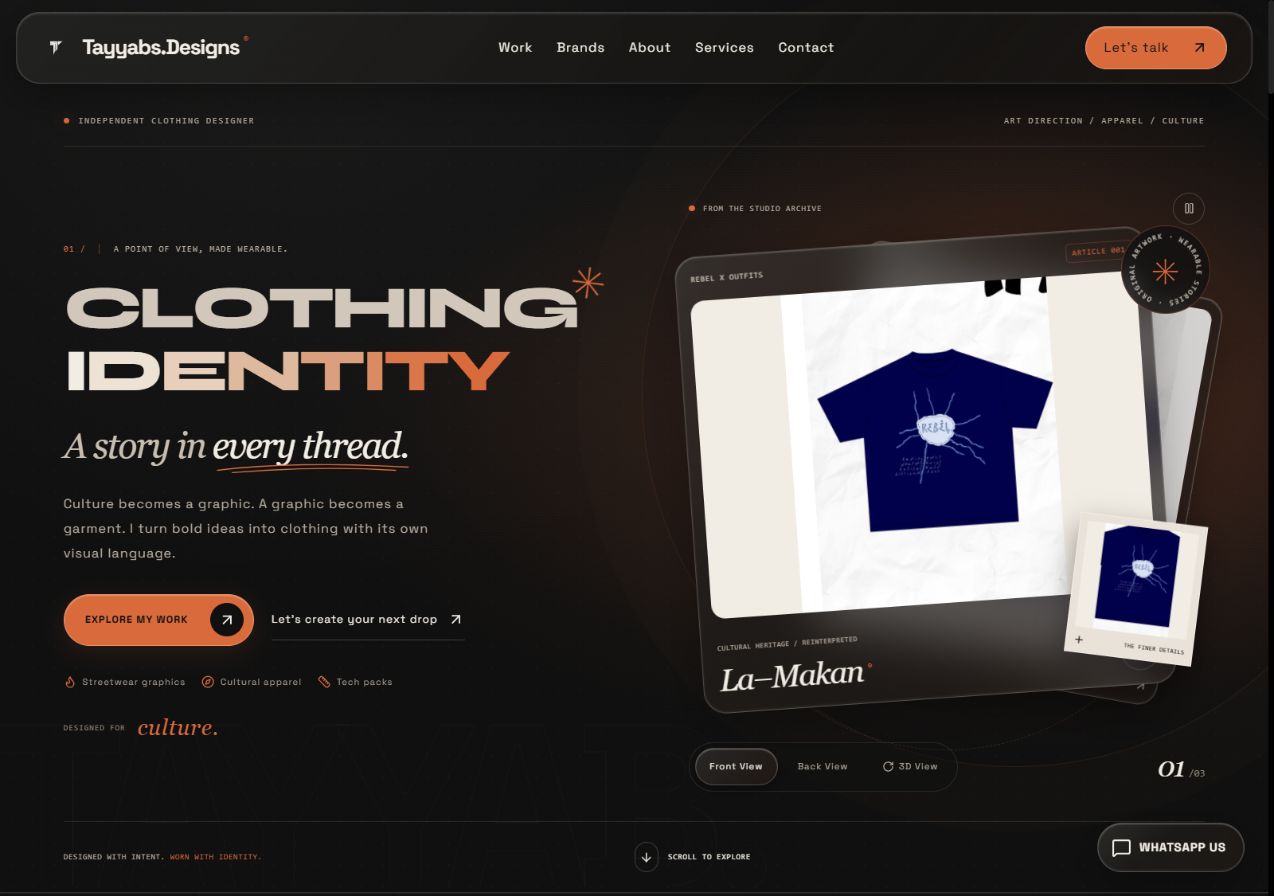 Tayyabs.Designs
Work
Brands
About
Services
Contact
Let's talk
INDEPENDENT CLOTHING DESIGNER
ART DIRECTION / APPAREL / CULTURE
FROM THE STUDIO ARCHIVE
01 / | A POINT OF VIEW, MADE WEARABLE.
CLOTHING
IDENTITY
A story in every thread.
Culture becomes a graphic. A graphic becomes a
garment. I turn bold ideas into clothing with its own
visual language.
EXPLORE MY WORK
Let's create your next drop
Streetwear graphics
Cultural apparel
Tech packs
DESIGNED FOR culture.
REBEL X OUTFITS
ARTICLE 001
ORIGINAL ARTWORK · WEARABLE STORIES ·
REBEL
THE FINER DETAILS
CULTURAL HERITAGE / REINTERPRETED
La—Makan
Front View
Back View
3D View
01 /03
DESIGNED WITH INTENT. WORN WITH IDENTITY.
SCROLL TO EXPLORE
WHATSAPP US